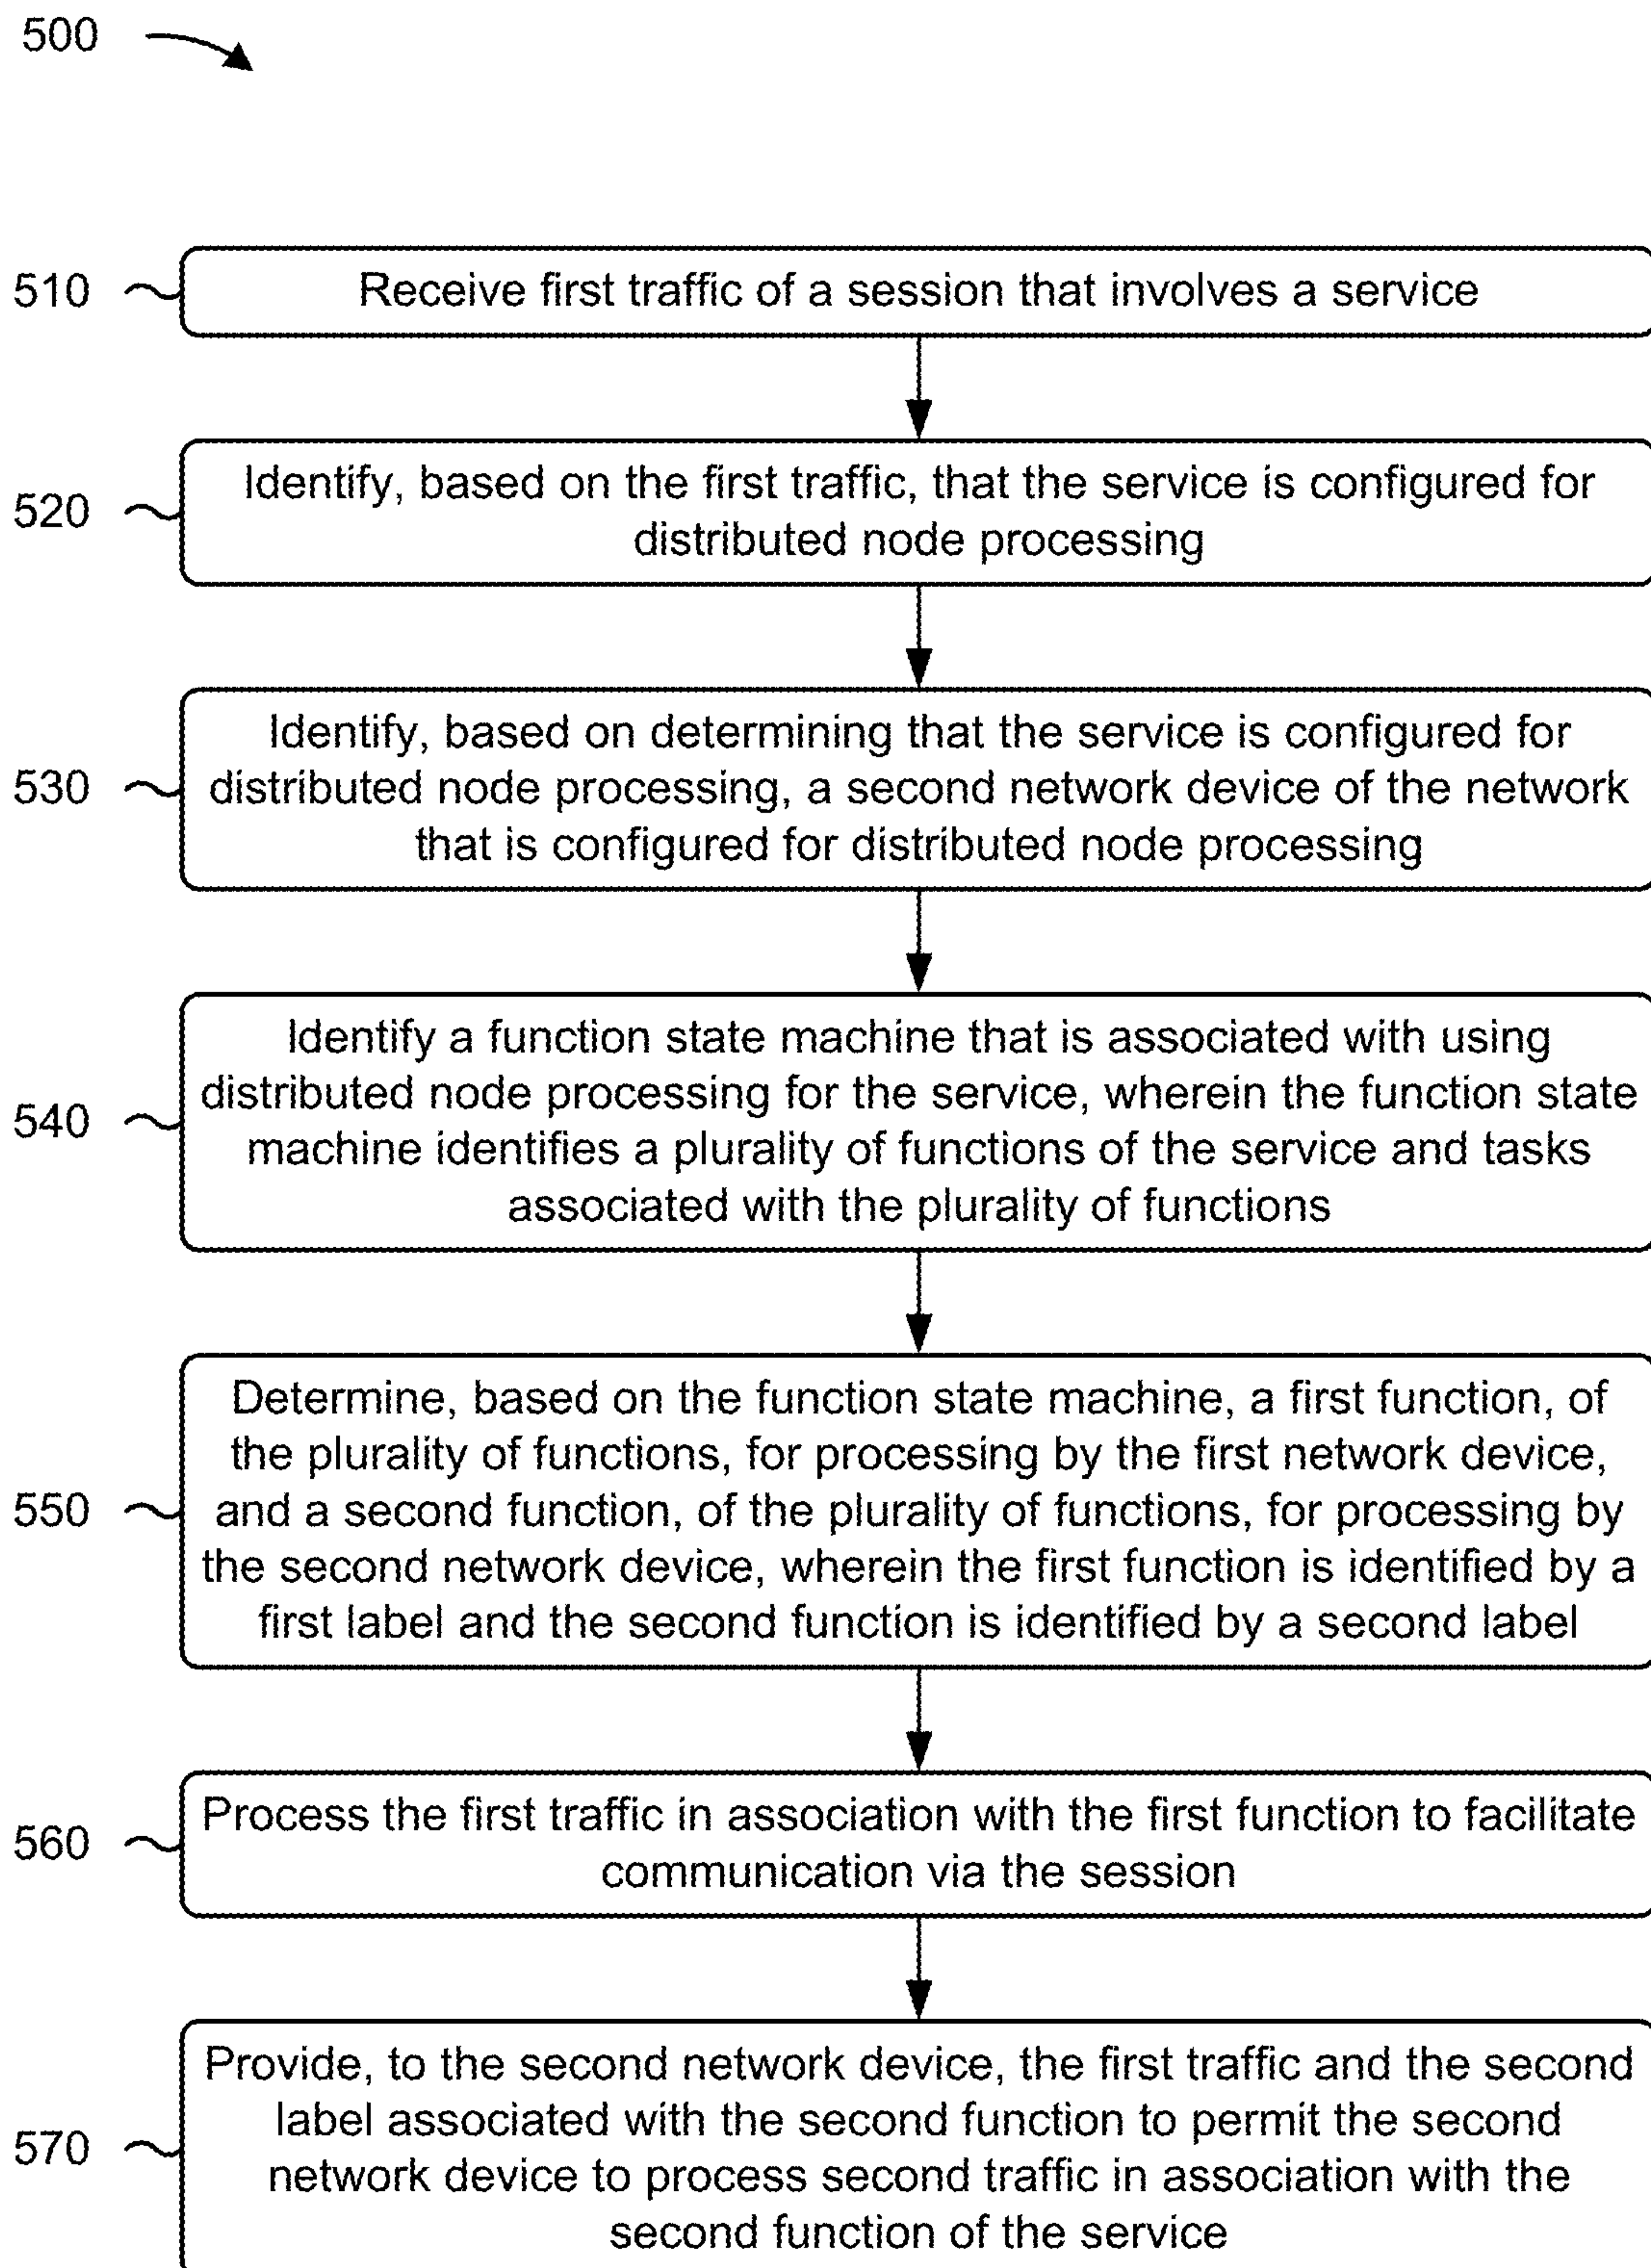 500
510
Receive first traffic of a session that involves a service
520
Identify, based on the first traffic, that the service is configured for
distributed node processing
530
Identify, based on determining that the service is configured for
distributed node processing, a second network device of the network
that is configured for distributed node processing
540
Identify a function state machine that is associated with using
distributed node processing for the service, wherein the function state
machine identifies a plurality of functions of the service and tasks
associated with the plurality of functions
550
Determine, based on the function state machine, a first function, of
the plurality of functions, for processing by the first network device,
and a second function, of the plurality of functions, for processing by
the second network device, wherein the first function is identified by a
first label and the second function is identified by a second label
560
Process the first traffic in association with the first function to facilitate
communication via the session
570
Provide, to the second network device, the first traffic and the second
label associated with the second function to permit the second
network device to process second traffic in association with the
second function of the service